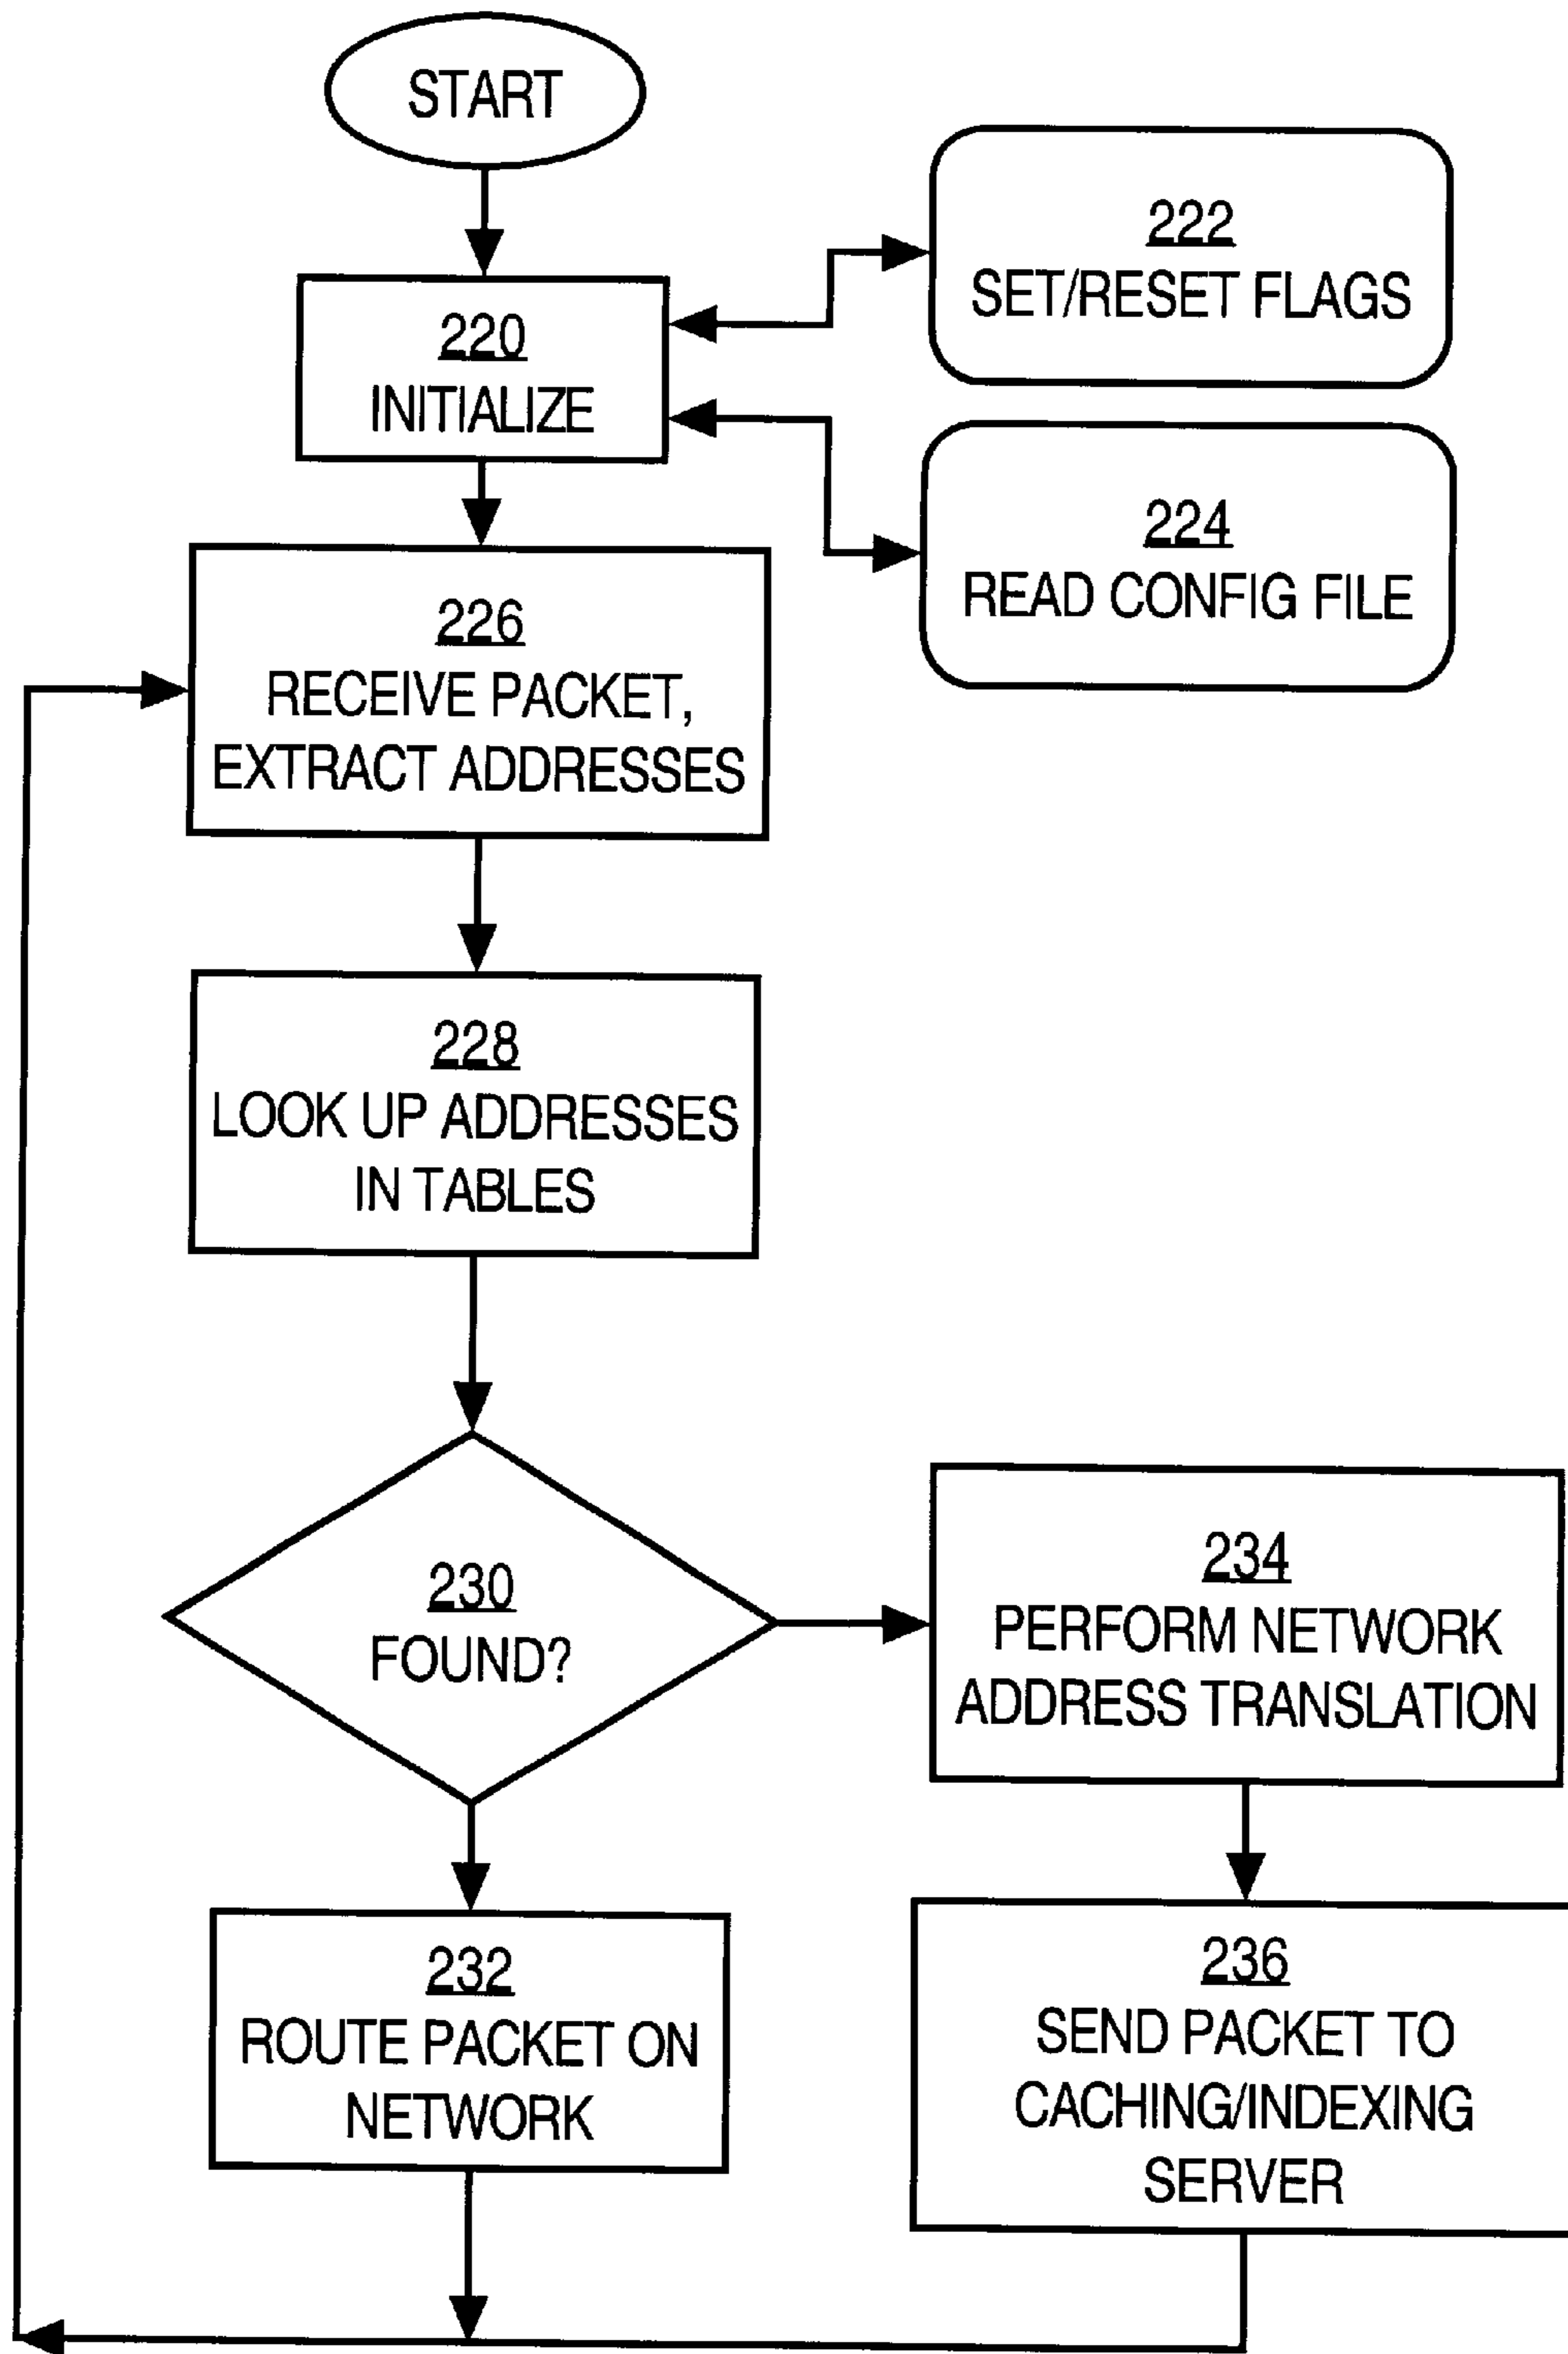 START
220
INITIALIZE
222
SET/RESET FLAGS
224
READ CONFIG FILE
226
RECEIVE PACKET,
EXTRACT ADDRESSES
228
LOOK UP ADDRESSES
IN TABLES
230
FOUND?
234
PERFORM NETWORK
ADDRESS TRANSLATION
232
ROUTE PACKET ON
NETWORK
236
SEND PACKET TO
CACHING/INDEXING
SERVER